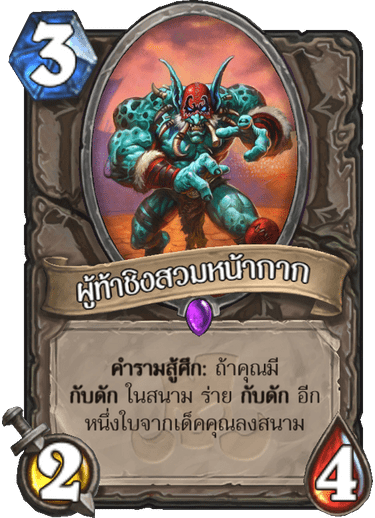 3
ผู้ท้าชิงสวมหน้ากาก
คำรามสู้ศึก: ถ้าคุณมี
กับดัก ในสนาม ร่าย กับดัก อีก
หนึ่งใบจากเด็คคุณลงสนาม
2
4